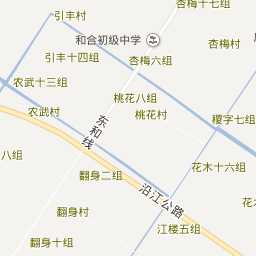 杏梅十七组
引丰村
和合初级中学
杏梅村
引丰十四组
杏梅六组
农武十三组
桃花八组
农武村
桃花村
稷字七组
东和线
八组
花木十六组
翻身二组
沿江公路
花木
翻身村
江楼五组
翻身十组